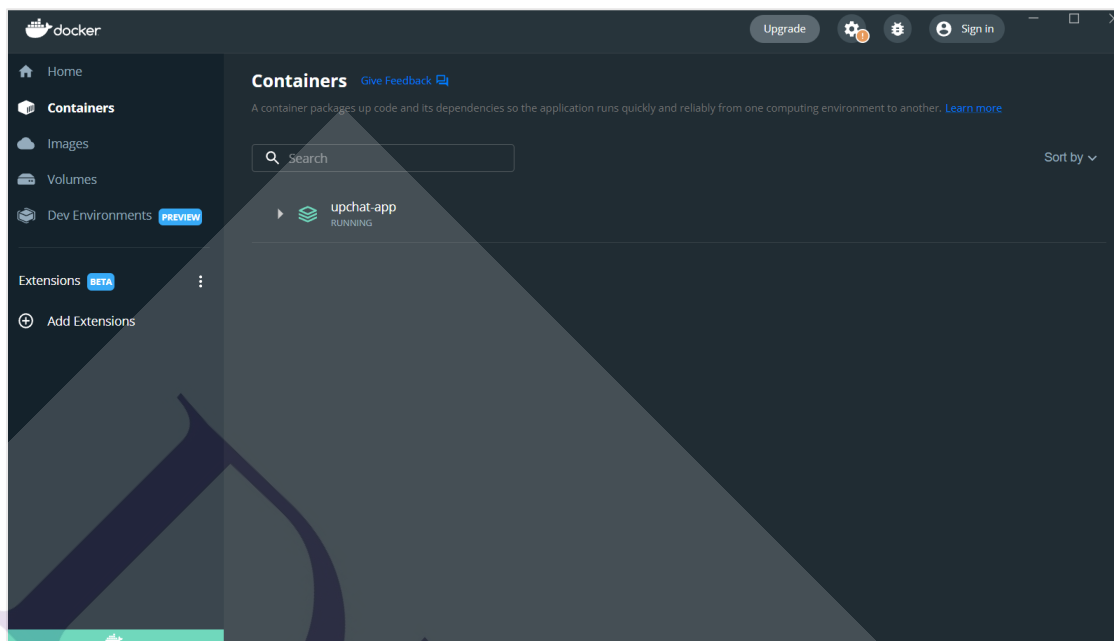 docker
Upgrade
Sign in
Home
Containers
Images
Volumes
Dev Environments PREVIEW
Extensions BETA
Add Extensions
Containers Give Feedback
A container packages up code and its dependencies so the application runs quickly and reliably from one computing environment to another. Learn more
Search
Sort by
upchat-app
RUNNING